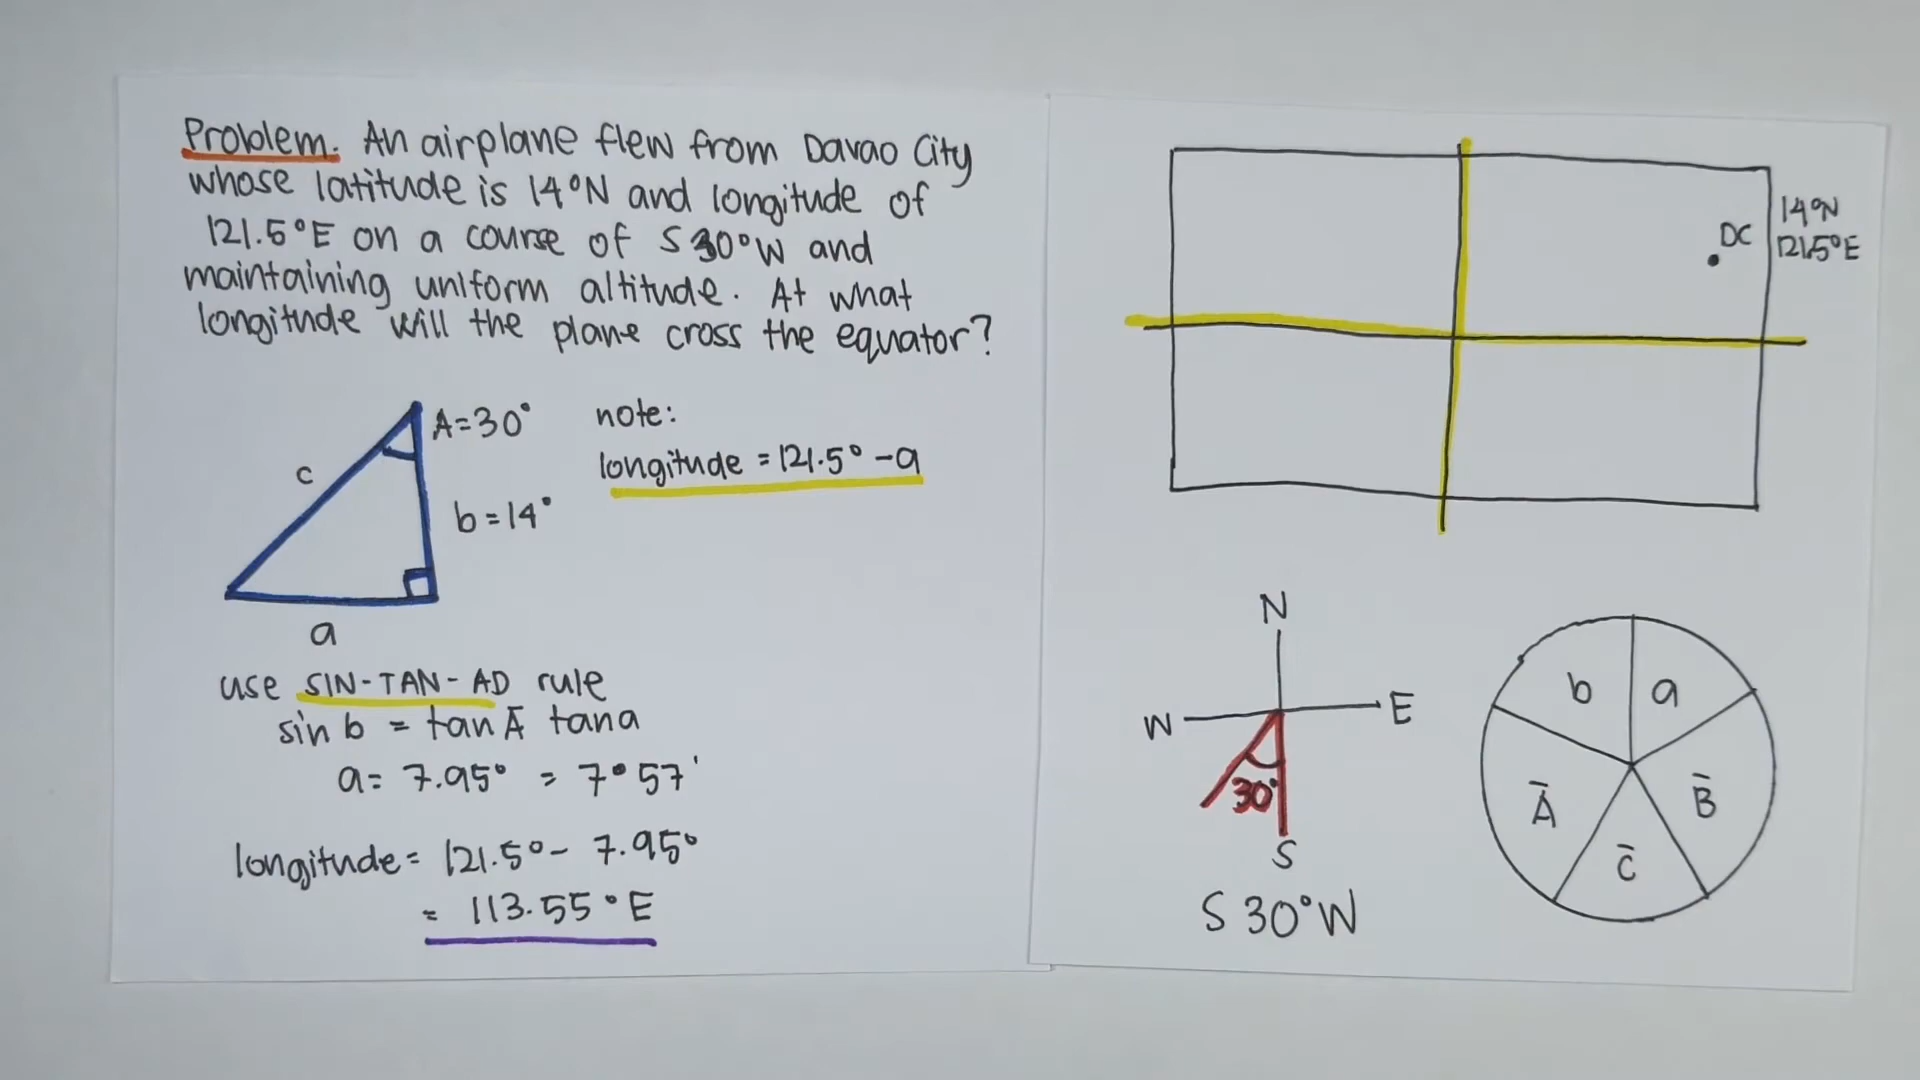 Problem. An airplane flew from Davao City
whose latitude is 14°N and longitude of
121.5°E on a course of S 30°W and
maintaining uniform altitude. At what
longitude will the plane cross the equator?
A=30°
note:
c
longitude = 121.5° - a
b = 14°
a
use SIN-TAN-AD rule
sin b = tan Ā tan a
a = 7.95° = 7°57'
longitude = 121.5° - 7.95°
= 113.55°E
14°N
DC
121.5°E
N
W
E
30°
S
S 30°W
b
a
Ā
B̄
c̄